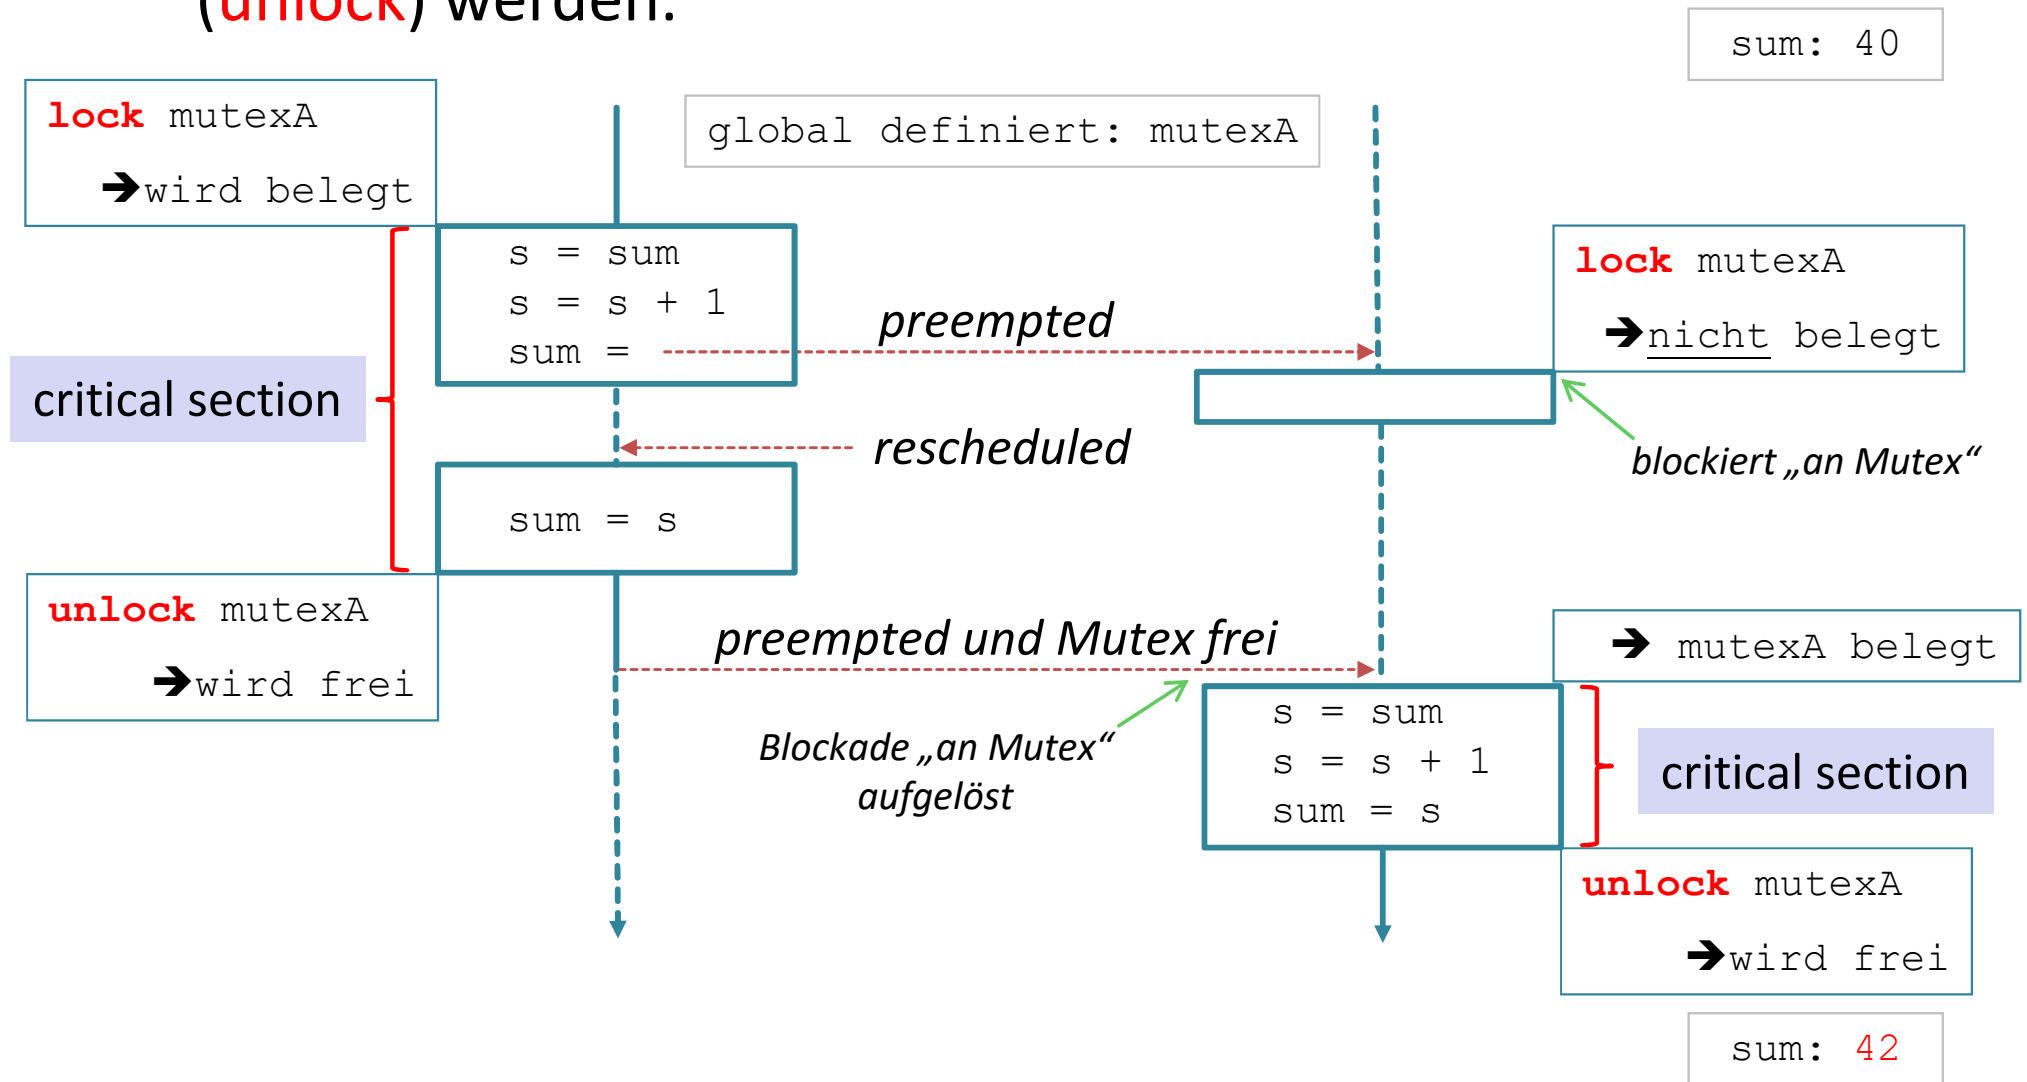 (unlock) werden.
sum: 40
lock mutexA
➔wird belegt
global definiert: mutexA
s = sum
s = s + 1
sum =
preempted
lock mutexA
➔nicht belegt
critical section
rescheduled
blockiert „an Mutex“
sum = s
unlock mutexA
➔wird frei
preempted und Mutex frei
➔ mutexA belegt
Blockade „an Mutex“
aufgelöst
s = sum
s = s + 1
sum = s
critical section
unlock mutexA
➔wird frei
sum: 42